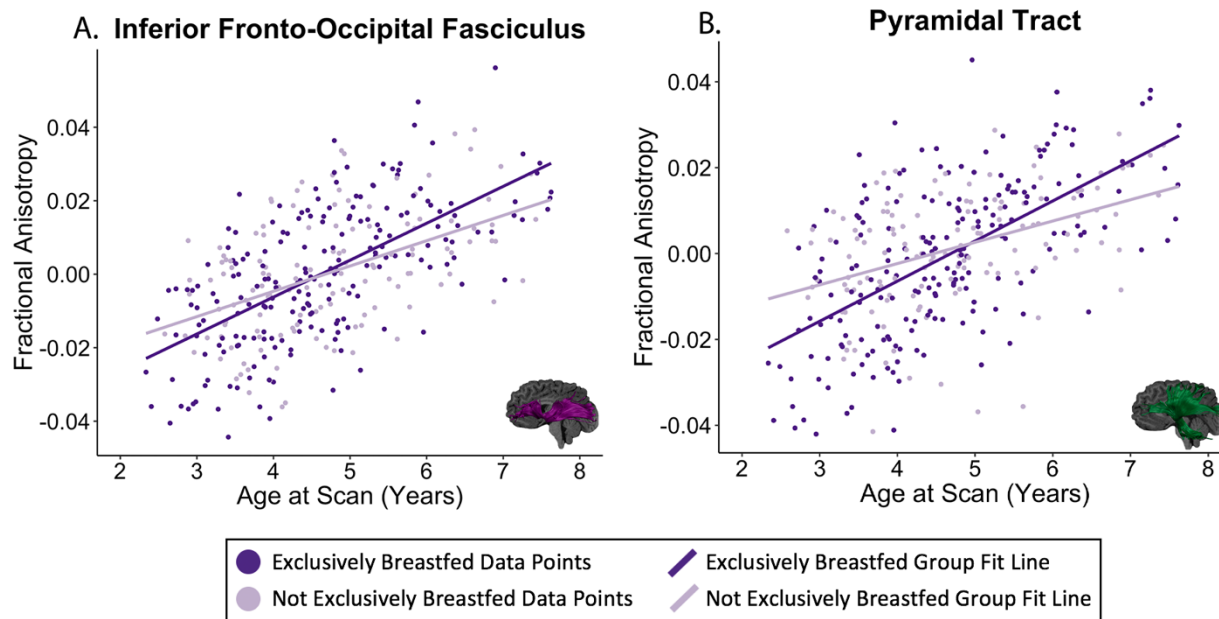 A. Inferior Fronto-Occipital Fasciculus
Fractional Anisotropy
0.04
0.02
0.00
-0.02
-0.04
2 3 4 5 6 7 8
Age at Scan (Years)
B. Pyramidal Tract
Fractional Anisotropy
0.04
0.02
0.00
-0.02
-0.04
2 3 4 5 6 7 8
Age at Scan (Years)
Exclusively Breastfed Data Points
Exclusively Breastfed Group Fit Line
Not Exclusively Breastfed Data Points
Not Exclusively Breastfed Group Fit Line